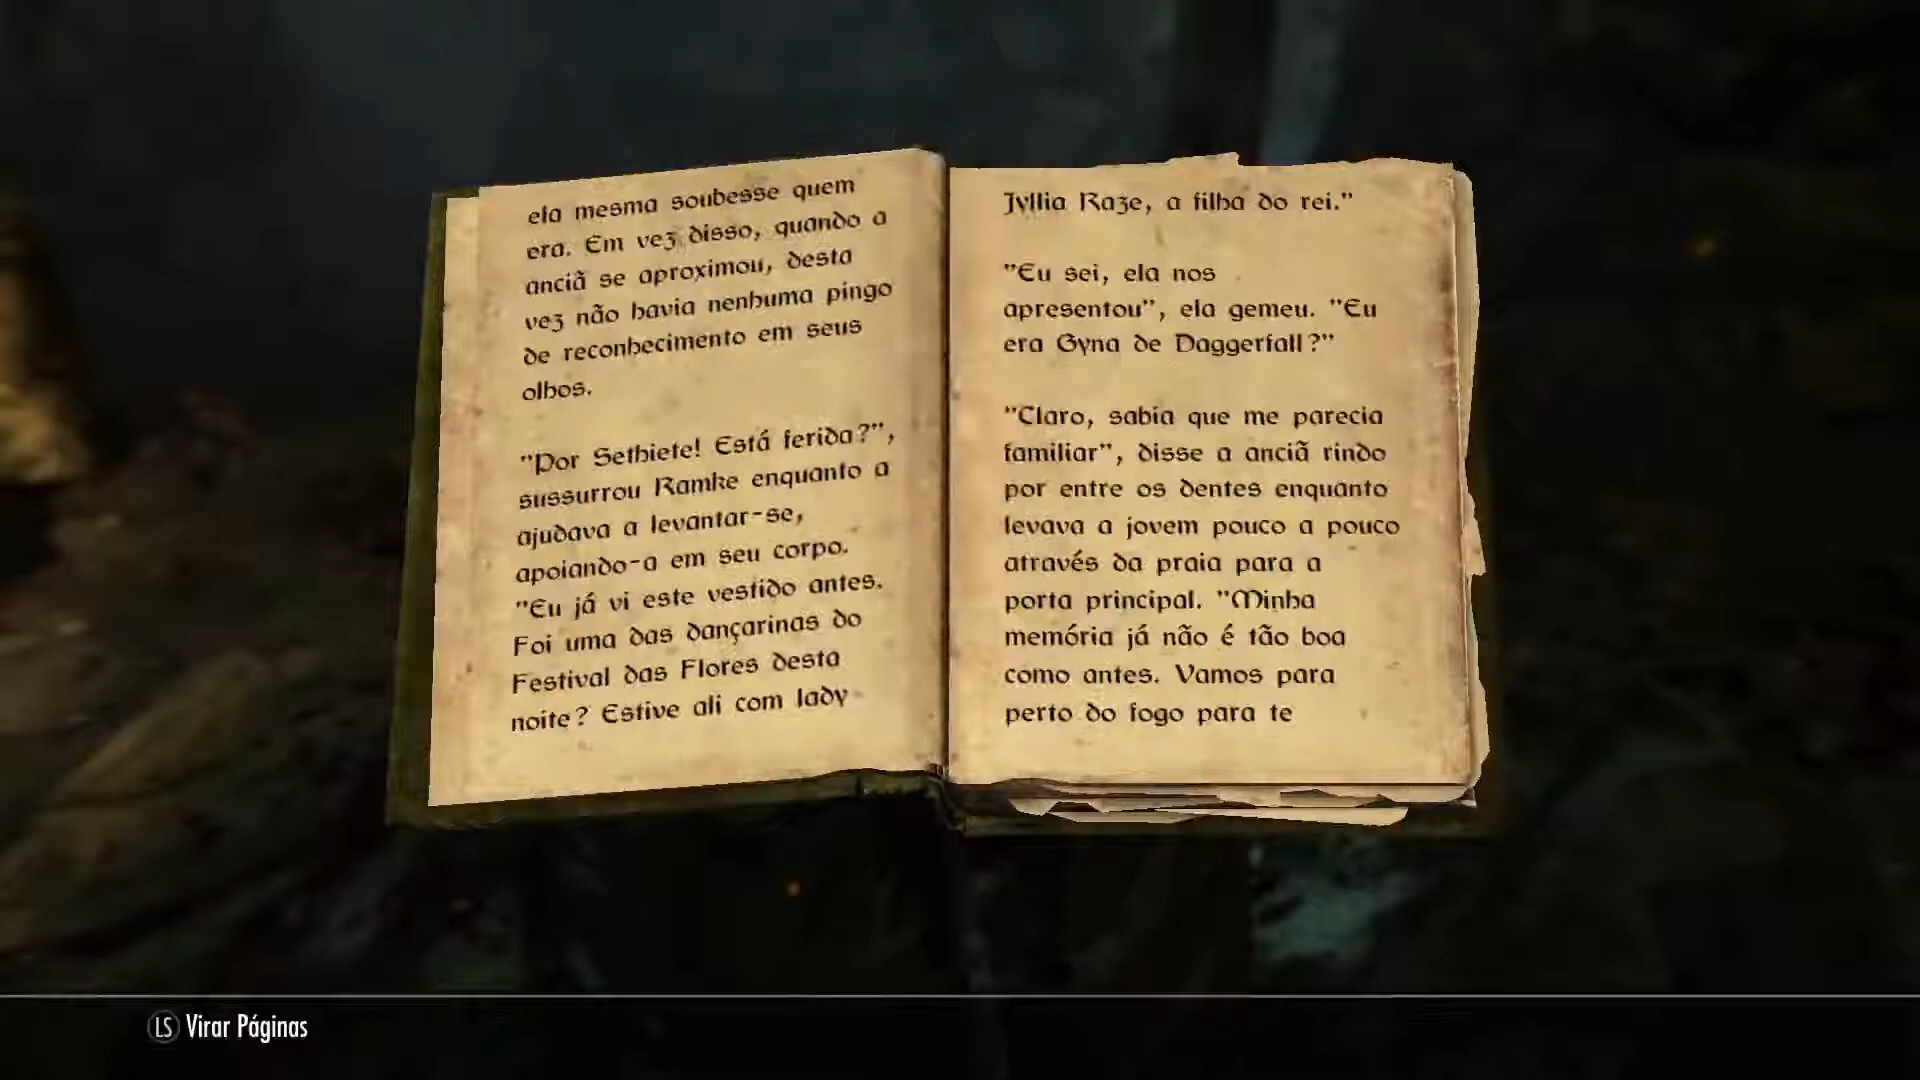 ela mesma soubesse quem
era. Em vez disso, quando a
anciã se aproximou, desta
vez não havia nenhuma pingo
de reconhecimento em seus
olhos.
"Por Sethiete! Está ferida?",
sussurrou Ramke enquanto a
ajudava a levantar-se,
apoiando-a em seu corpo.
"Eu já vi este vestido antes.
Foi uma das dançarinas do
Festival das Flores desta
noite? Estive ali com lady
Jyllia Raze, a filha do rei."
"Eu sei, ela nos
apresentou", ela gemeu. "Eu
era Gyna de Daggerfall?"
"Claro, sabia que me parecia
familiar", disse a anciã rindo
por entre os dentes enquanto
levava a jovem pouco a pouco
através da praia para a
porta principal. "Minha
memória já não é tão boa
como antes. Vamos para
perto do fogo para te
LS Virar Páginas